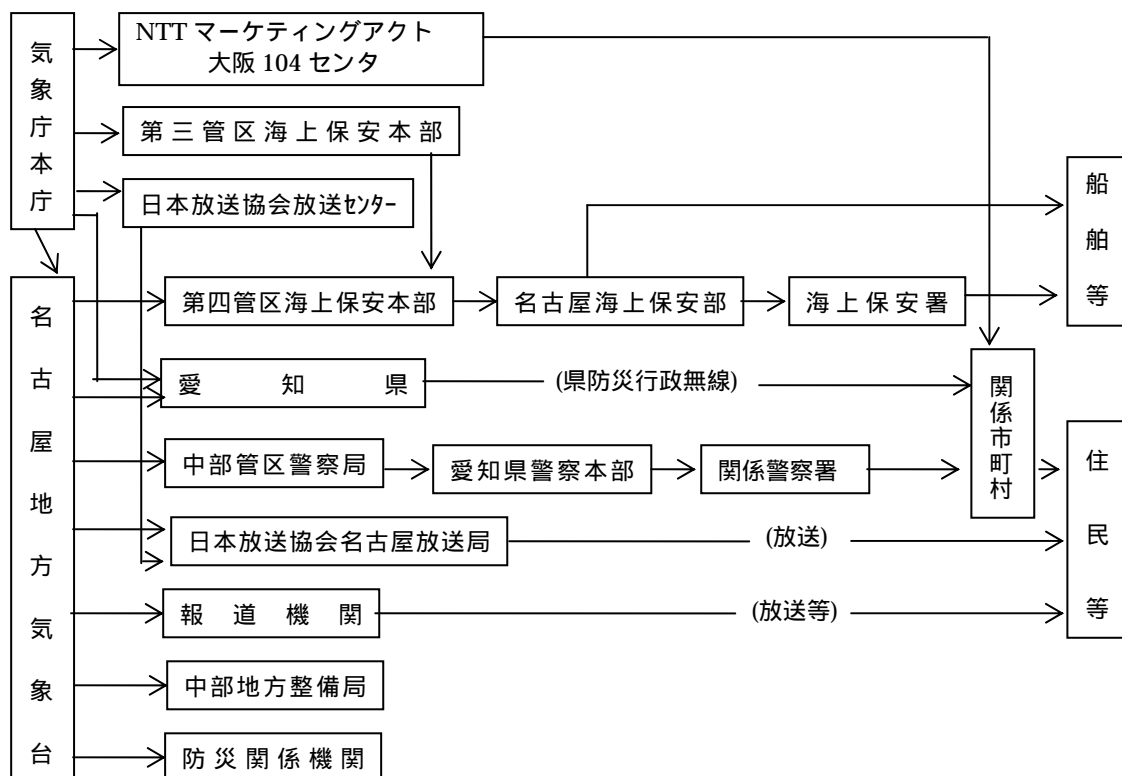 気象庁本庁
NTT マーケティングアクト
大阪 104 センタ
第三管区海上保安本部
日本放送協会放送ｾﾝﾀｰ
船舶等
名古屋地方気象台
第四管区海上保安本部
名古屋海上保安部
海上保安署
愛知県
(県防災行政無線)
関係市町村
中部管区警察局
愛知県警察本部
関係警察署
住民等
日本放送協会名古屋放送局
(放送)
報道機関
(放送等)
中部地方整備局
防災関係機関